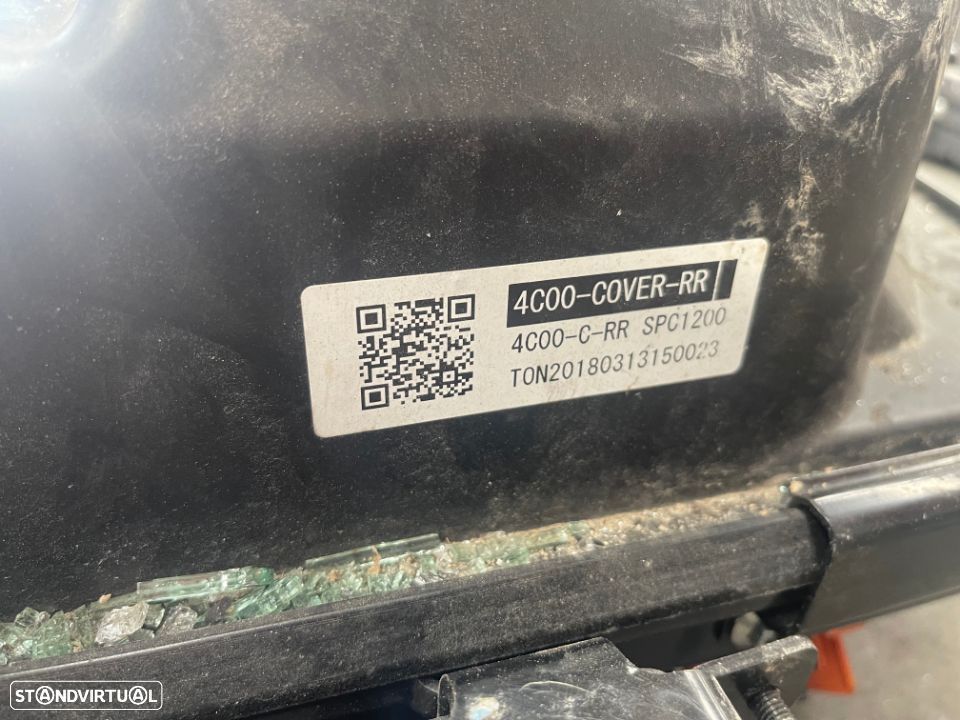 4C00-COVER-RR
4C00-C-RR SPC1200
TON20180313150023
STANDVIRTUAL